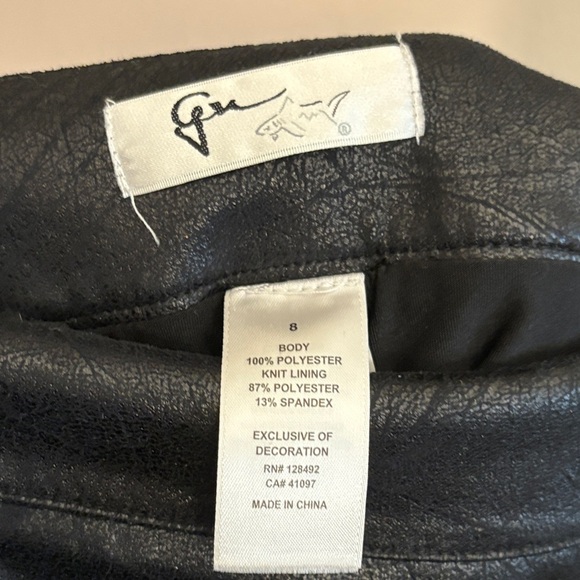 8
BODY
100% POLYESTER
KNIT LINING
87% POLYESTER
13% SPANDEX
EXCLUSIVE OF
DECORATION
RN# 128492
CA# 41097
MADE IN CHINA